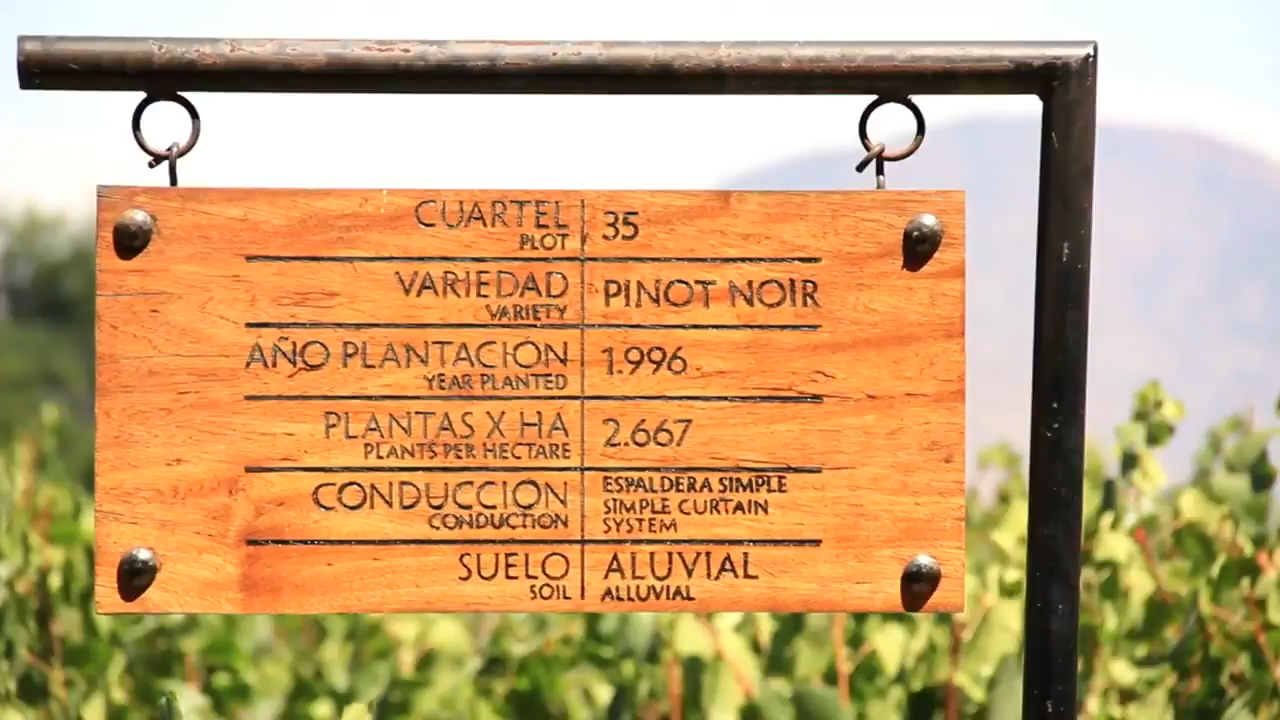 CUARTEL 35
PLOT
VARIEDAD PINOT NOIR
VARIETY
AÑO PLANTACIÓN 1.996
YEAR PLANTED
PLANTAS X HÁ 2.667
PLANTS PER HECTARE
CONDUCCIÓN ESPALDERA SIMPLE
CONDUCTION SIMPLE CURTAIN
SYSTEM
SUELO ALUVIAL
SOIL ALLUVIAL